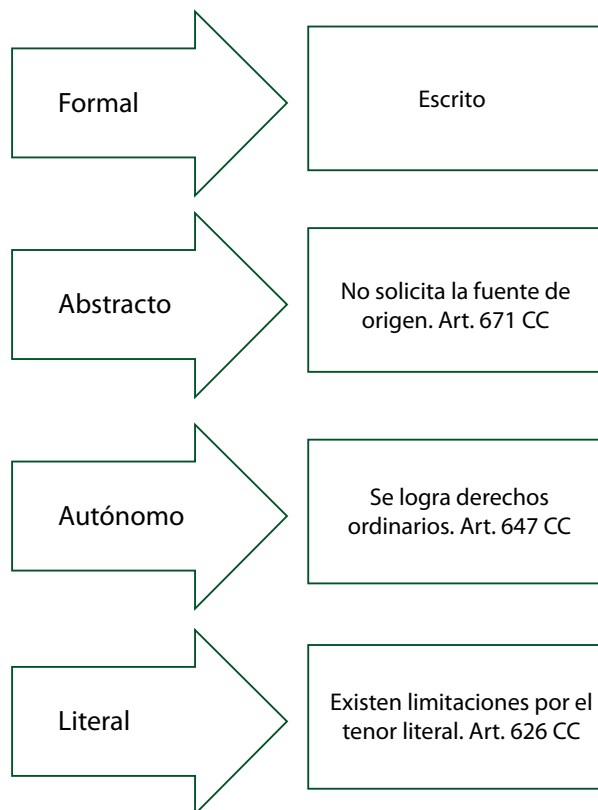 Formal
Escrito
Abstracto
No solicita la fuente de
origen. Art. 671 CC
Autónomo
Se logra derechos
ordinarios. Art. 647 CC
Literal
Existen limitaciones por el
tenor literal. Art. 626 CC